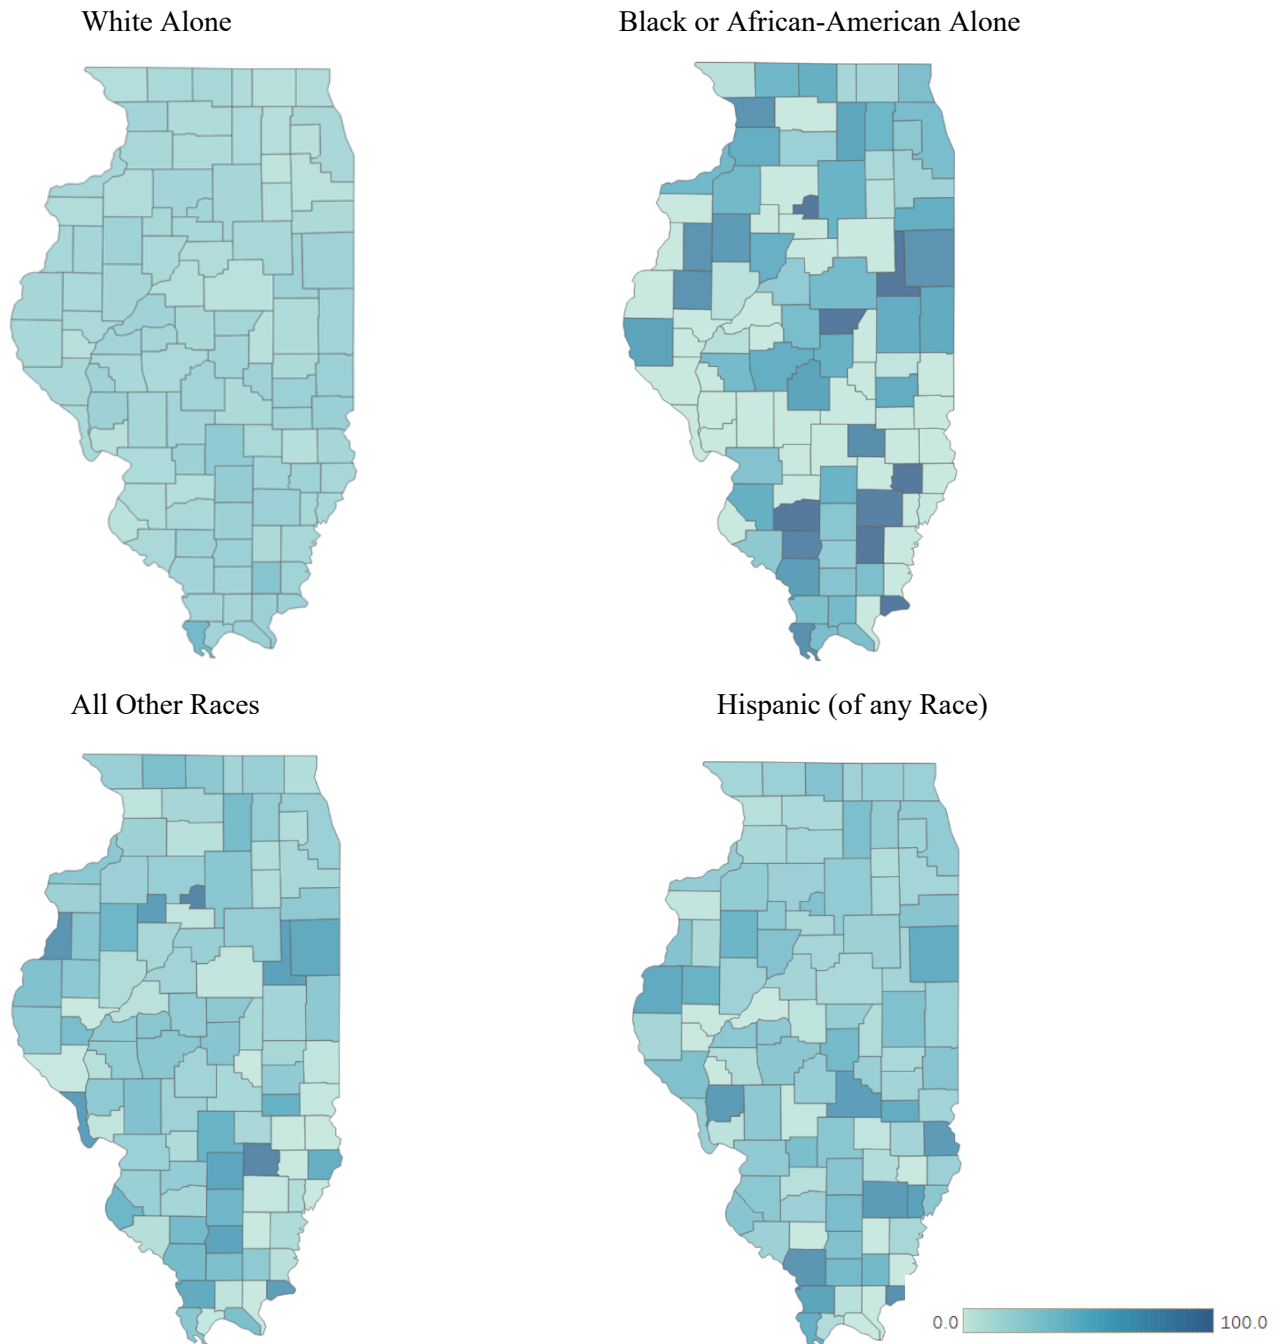 White Alone
Black or African-American Alone
All Other Races
Hispanic (of any Race)
0.0
100.0